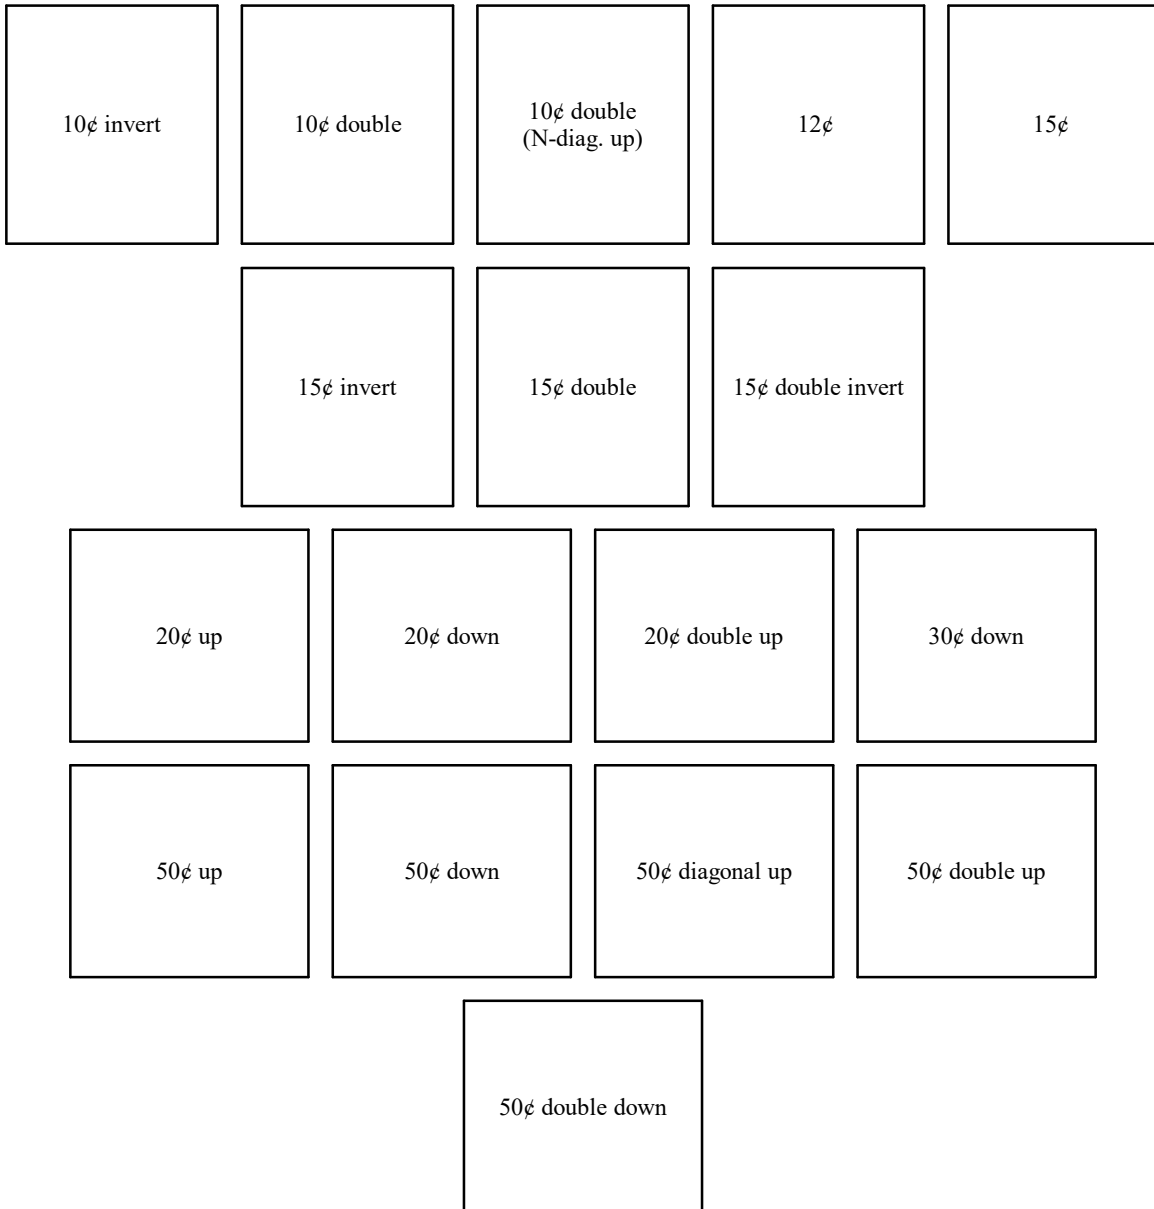 10¢ invert
10¢ double
10¢ double
(N-diag. up)
12¢
15¢
15¢ invert
15¢ double
15¢ double invert
20¢ up
20¢ down
20¢ double up
30¢ down
50¢ up
50¢ down
50¢ diagonal up
50¢ double up
50¢ double down